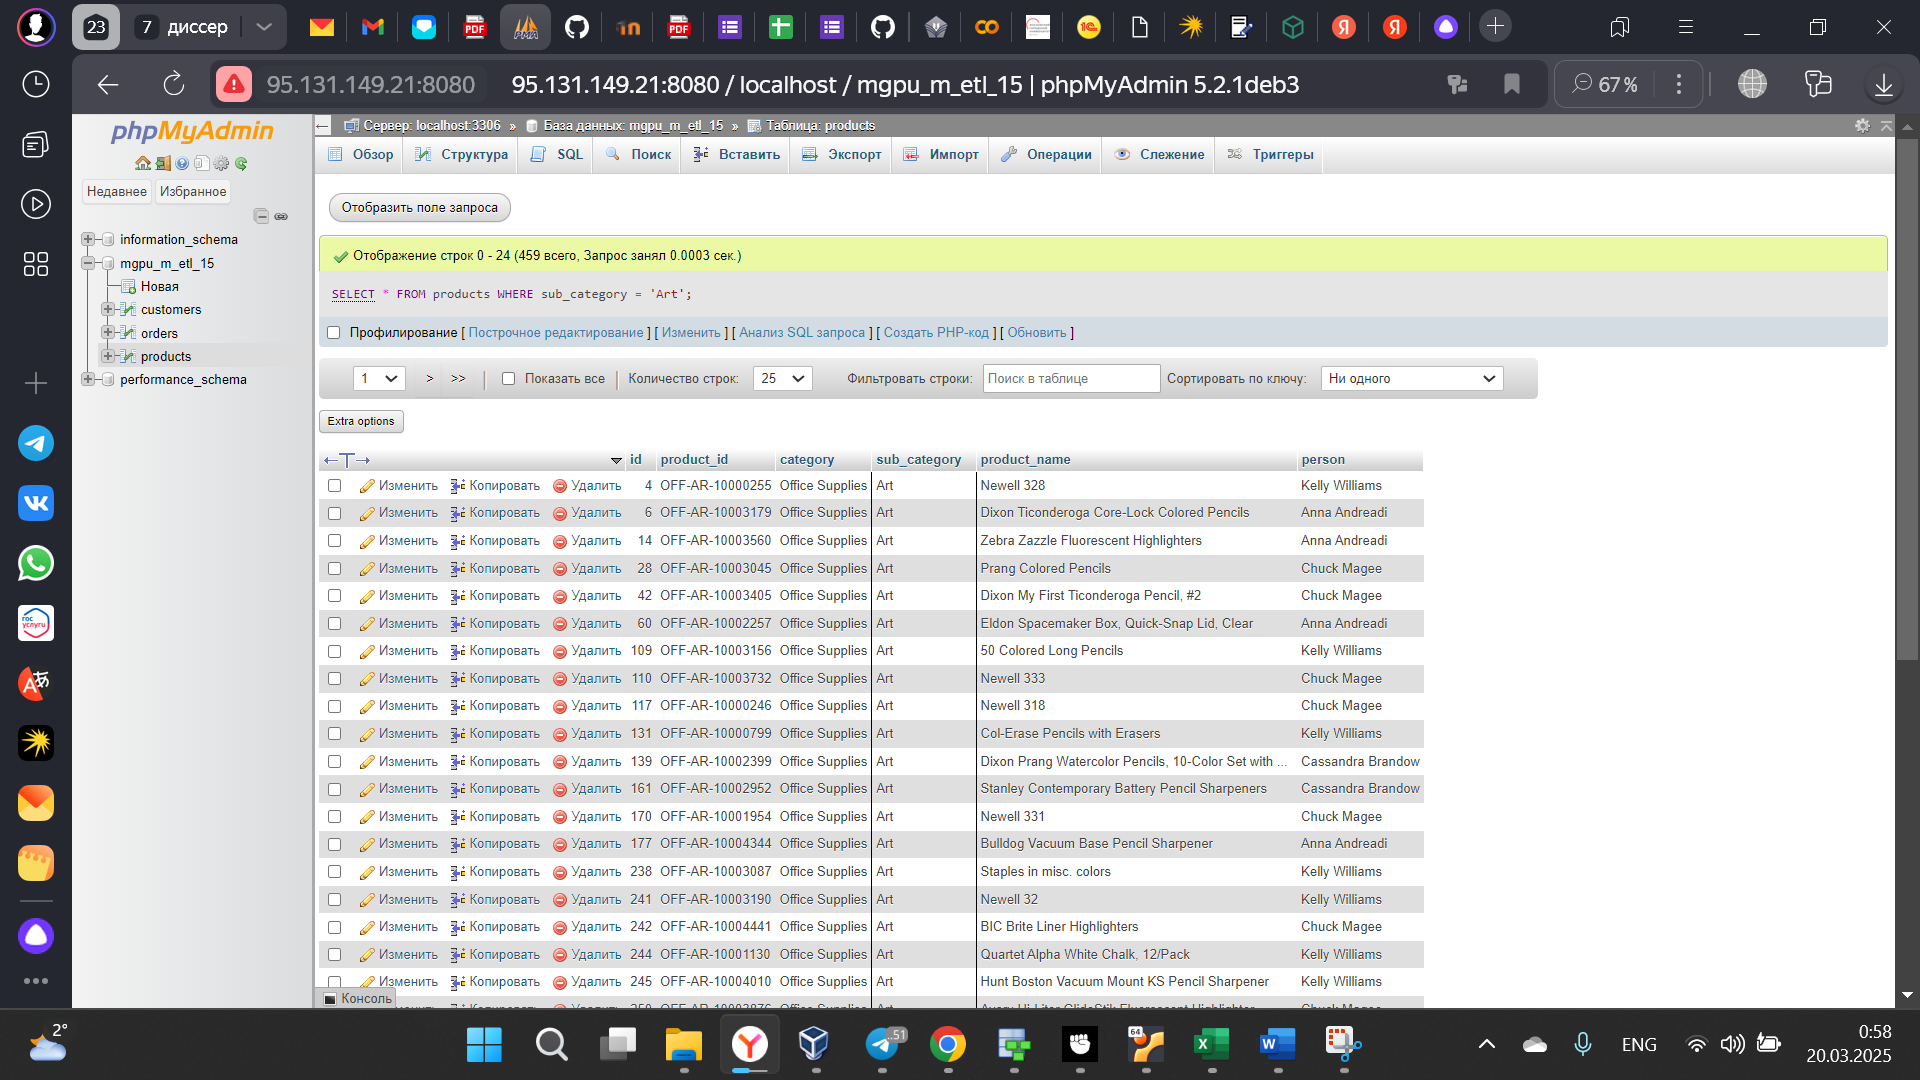 23
7 диссер
95.131.149.21:8080
95.131.149.21:8080 / localhost / mgpu_m_etl_15 | phpMyAdmin 5.2.1deb3
67 %
phpMyAdmin
Недавнее Избранное
information_schema
mgpu_m_etl_15
Новая
customers
orders
products
performance_schema
Сервер: localhost:3306 » База данных: mgpu_m_etl_15 » Таблица: products
Обзор Структура SQL Поиск Вставить Экспорт Импорт Операции Слежение Триггеры
Отобразить поле запроса
Отображение строк 0 - 24 (459 всего, Запрос занял 0.0003 сек.)
SELECT * FROM products WHERE sub_category = 'Art';
Профилирование [ Построчное редактирование ] [ Изменить ] [ Анализ SQL запроса ] [ Создать PHP-код ] [ Обновить ]
1 > >> Показать все Количество строк: 25 Фильтровать строки: Поиск в таблице Сортировать по ключу: Ни одного
Extra options
id product_id category sub_category product_name person
Изменить Копировать Удалить 4 OFF-AR-10000255 Office Supplies Art Newell 328 Kelly Williams
Изменить Копировать Удалить 6 OFF-AR-10003179 Office Supplies Art Dixon Ticonderoga Core-Lock Colored Pencils Anna Andreadi
Изменить Копировать Удалить 14 OFF-AR-10003560 Office Supplies Art Zebra Zazzle Fluorescent Highlighters Anna Andreadi
Изменить Копировать Удалить 28 OFF-AR-10003045 Office Supplies Art Prang Colored Pencils Chuck Magee
Изменить Копировать Удалить 42 OFF-AR-10003405 Office Supplies Art Dixon My First Ticonderoga Pencil, #2 Chuck Magee
Изменить Копировать Удалить 60 OFF-AR-10002257 Office Supplies Art Eldon Spacemaker Box, Quick-Snap Lid, Clear Anna Andreadi
Изменить Копировать Удалить 109 OFF-AR-10003156 Office Supplies Art 50 Colored Long Pencils Kelly Williams
Изменить Копировать Удалить 110 OFF-AR-10003732 Office Supplies Art Newell 333 Chuck Magee
Изменить Копировать Удалить 117 OFF-AR-10000246 Office Supplies Art Newell 318 Chuck Magee
Изменить Копировать Удалить 131 OFF-AR-10000799 Office Supplies Art Col-Erase Pencils with Erasers Kelly Williams
Изменить Копировать Удалить 139 OFF-AR-10002399 Office Supplies Art Dixon Prang Watercolor Pencils, 10-Color Set with ... Cassandra Brandow
Изменить Копировать Удалить 161 OFF-AR-10002952 Office Supplies Art Stanley Contemporary Battery Pencil Sharpeners Cassandra Brandow
Изменить Копировать Удалить 170 OFF-AR-10001954 Office Supplies Art Newell 331 Chuck Magee
Изменить Копировать Удалить 177 OFF-AR-10004344 Office Supplies Art Bulldog Vacuum Base Pencil Sharpener Anna Andreadi
Изменить Копировать Удалить 238 OFF-AR-10003087 Office Supplies Art Staples in misc. colors Kelly Williams
Изменить Копировать Удалить 241 OFF-AR-10003190 Office Supplies Art Newell 32 Kelly Williams
Изменить Копировать Удалить 242 OFF-AR-10004441 Office Supplies Art BIC Brite Liner Highlighters Chuck Magee
Изменить Копировать Удалить 244 OFF-AR-10001130 Office Supplies Art Quartet Alpha White Chalk, 12/Pack Kelly Williams
Изменить Копировать Удалить 245 OFF-AR-10004010 Office Supplies Art Hunt Boston Vacuum Mount KS Pencil Sharpener Kelly Williams
Консоль
2°
51
64
ENG
0:58
20.03.2025